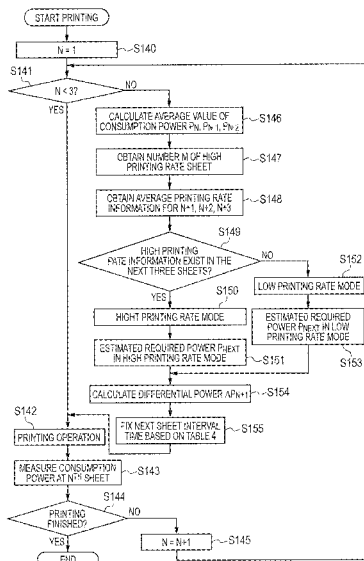 START PRINTING
N = 1
S140
S141
N < 3?
NO
YES
CALCULATE AVERAGE VALUE OF
CONSUMPTION POWER PN, PN-1, PN-2
S146
OBTAIN NUMBER M OF HIGH
PRINTING RATE SHEET
S147
OBTAIN AVERAGE PRINTING RATE
INFORMATION FOR N+1, N+2, N+3
S148
S149
HIGH PRINTING
RATE INFORMATION EXIST IN THE
NEXT THREE SHEETS?
NO
YES
S152
LOW PRINTING RATE MODE
S150
HIGHT PRINTING RATE MODE
ESTIMATED REQUIRED
POWER PNEXT IN LOW
PRINTING RATE MODE
S153
ESTIMATED REQUIRED POWER PNEXT
IN HIGH PRINTING RATE MODE
S151
CALCULATE DIFFERENTIAL POWER ΔPN+1
S154
FIX NEXT SHEET INTERVAL
TIME BASED ON TABLE 4
S155
S142
PRINTING OPERATION
MEASURE CONSUMPTION
POWER AT NTH SHEET
S143
S144
PRINTING
FINISHED?
NO
YES
N = N+1
S145
END